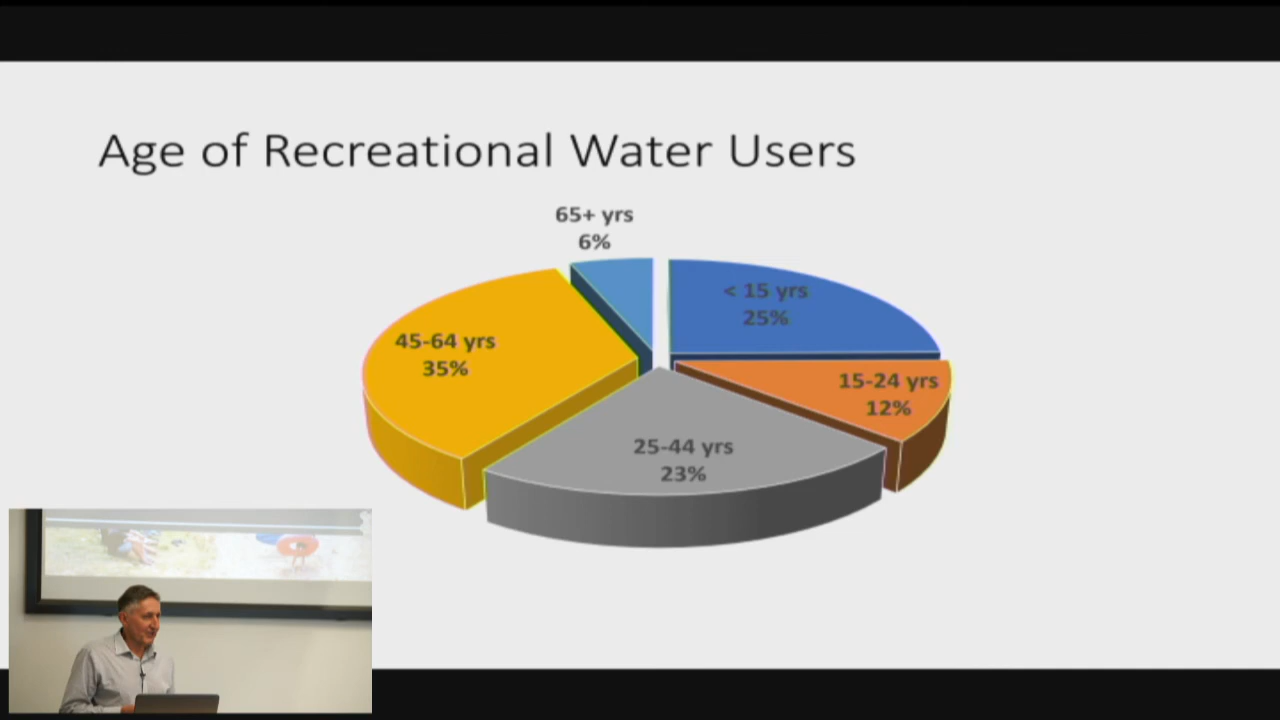 Age of Recreational Water Users
65+ yrs
6%
< 15 yrs
25%
45-64 yrs
35%
15-24 yrs
12%
25-44 yrs
23%